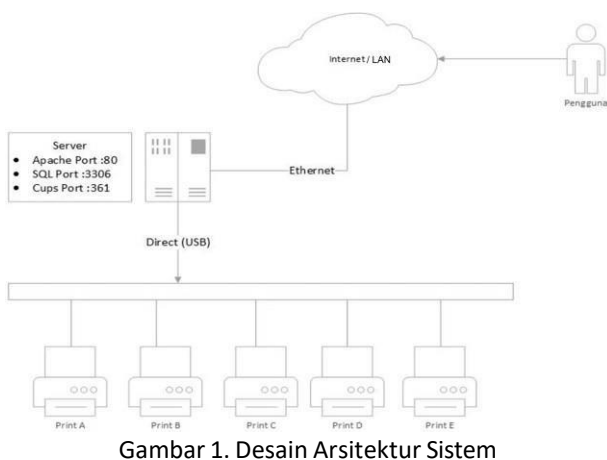 Internet / LAN
Pengguna
Server
• Apache Port :80
• SQL Port :3306
• Cups Port :361
Ethernet
Direct (USB)
Print A
Print B
Print C
Print D
Print E
Gambar 1. Desain Arsitektur Sistem